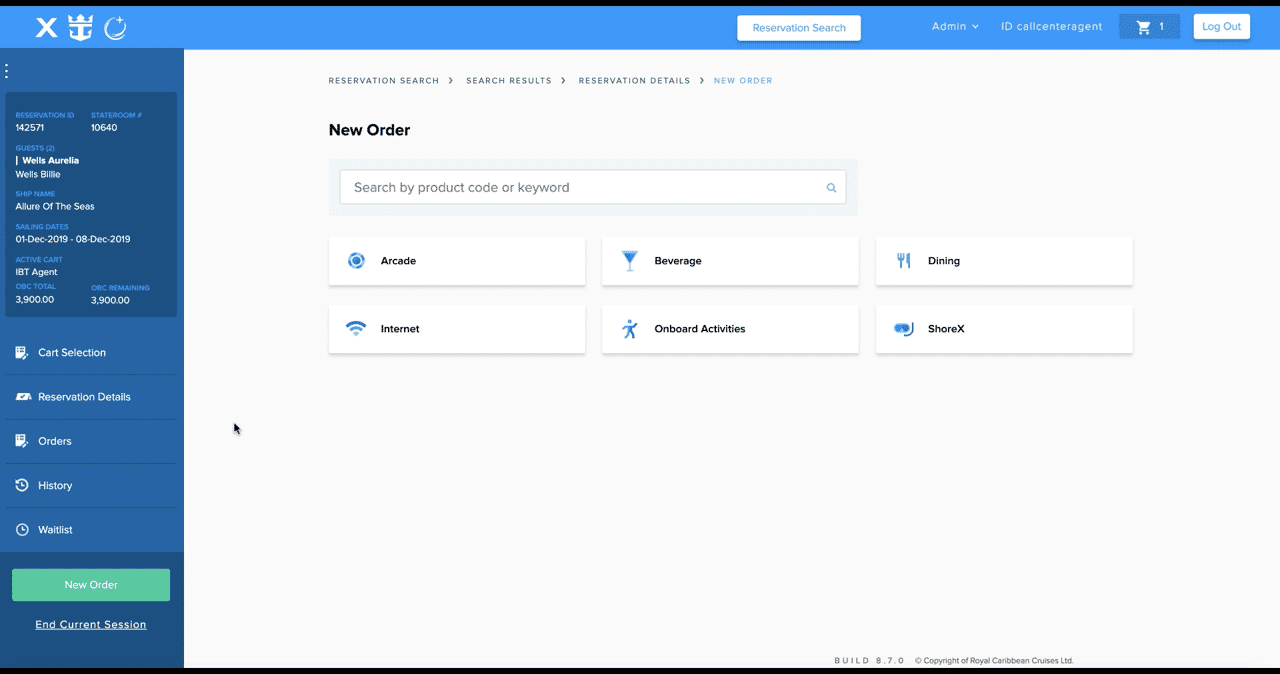 Reservation Search
Admin
ID callcenteragent
1
Log Out
RESERVATION ID STATEROOM #
142571 10640
GUESTS (2)
Wells Aurelia
Wells Billie
SHIP NAME
Allure Of The Seas
SAILING DATES
01-Dec-2019 - 08-Dec-2019
ACTIVE CART
IBT Agent
OBC TOTAL OBC REMAINING
3,900.00 3,900.00
Cart Selection
Reservation Details
Orders
History
Waitlist
New Order
End Current Session
RESERVATION SEARCH > SEARCH RESULTS > RESERVATION DETAILS > NEW ORDER
New Order
Search by product code or keyword
Arcade
Beverage
Dining
Internet
Onboard Activities
ShoreX
BUILD 8.7.0 © Copyright of Royal Caribbean Cruises Ltd.